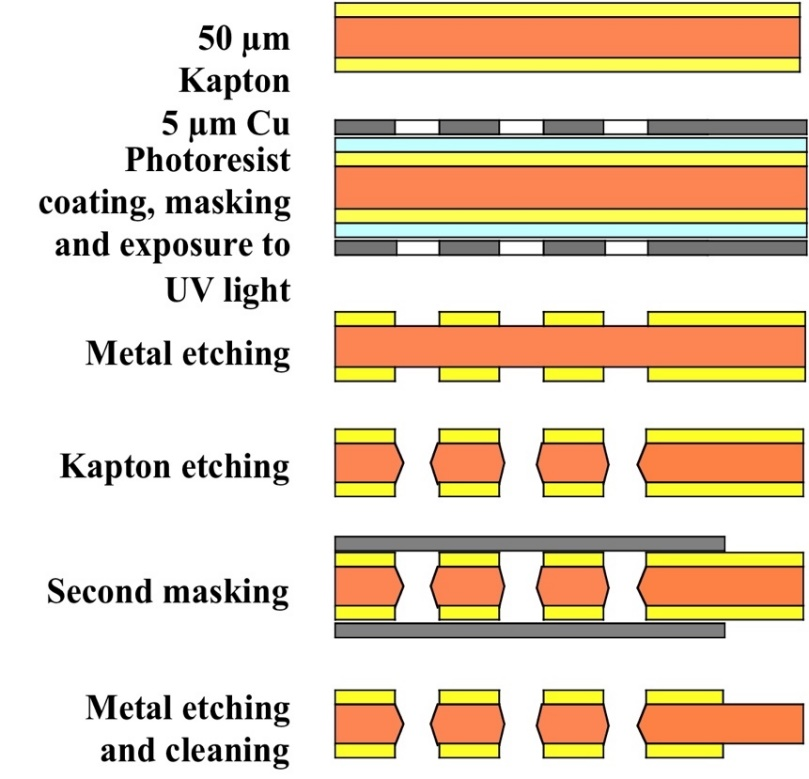 50 μm
Kapton
5 μm Cu
Photoresist
coating, masking
and exposure to
UV light
Metal etching
Kapton etching
Second masking
Metal etching
and cleaning